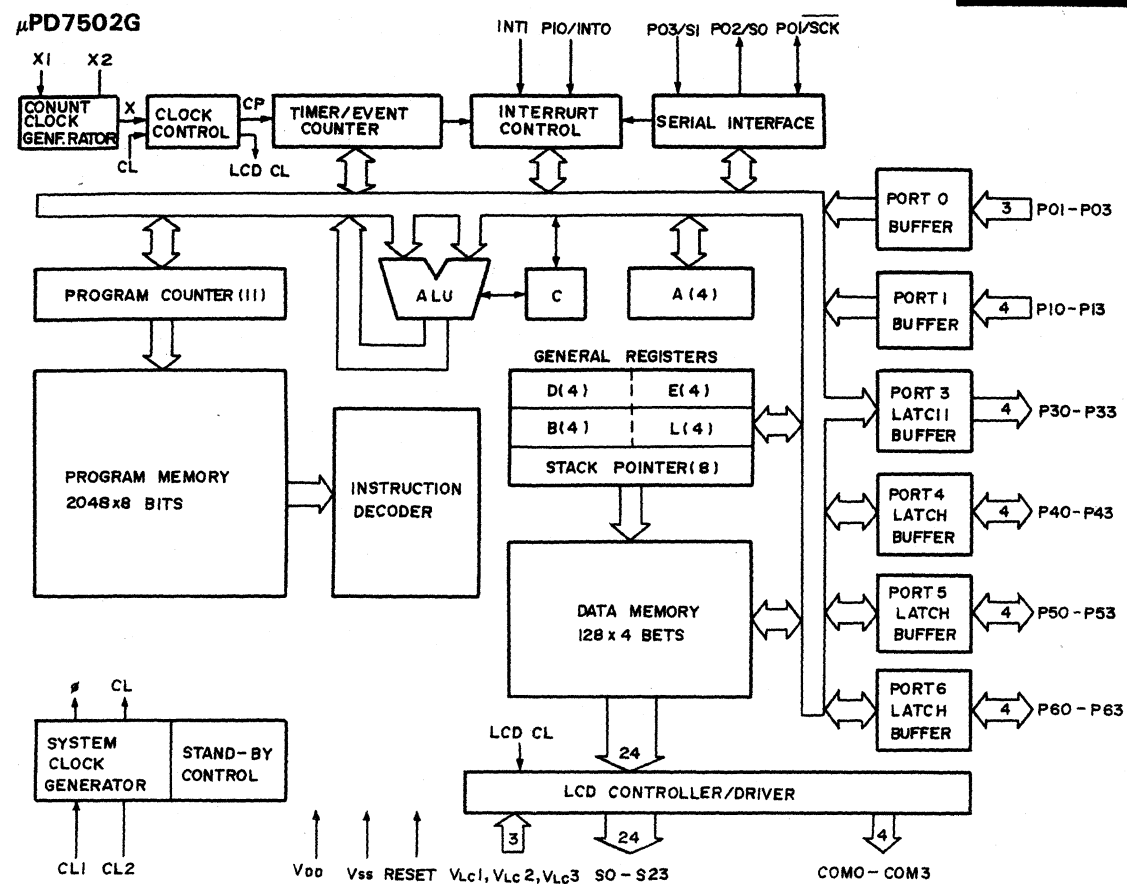 μPD7502G
INT1 P10/INT0 P03/S1 P02/S0 P01/SCK
X1 X2
CONUNT
CLOCK
GENF.RATOR
X
CLOCK
CONTROL
CP
TIMER/EVENT
COUNTER
INTERRURT
CONTROL
SERIAL INTERFACE
CL
LCD CL
PORT 0
BUFFER
3
P01-P03
PROGRAM COUNTER(11)
ALU
C
A(4)
PORT 1
BUFFER
4
P10-P13
GENERAL REGISTERS
D(4) E(4)
B(4) L(4)
STACK POINTER(8)
PORT 3
LATCII
BUFFER
4
P30-P33
PROGRAM MEMORY
2048x8 BITS
INSTRUCTION
DECODER
PORT 4
LATCH
BUFFER
4
P40-P43
DATA MEMORY
128x4 BETS
PORT 5
LATCH
BUFFER
4
P50-P53
PORT 6
LATCH
BUFFER
4
P60-P63
ø CL
SYSTEM
CLOCK
GENERATOR
STAND-BY
CONTROL
LCD CL
24
LCD CONTROLLER/DRIVER
3
24
4
CL1 CL2
VDD VSS RESET VLC1, VLC2, VLC3 S0-S23 COM0-COM3